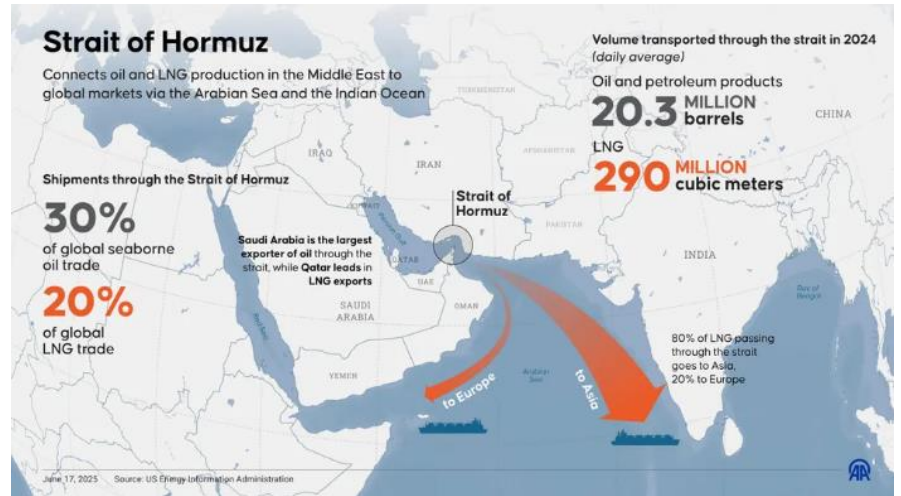 Strait of Hormuz
Connects oil and LNG production in the Middle East to
global markets via the Arabian Sea and the Indian Ocean
Volume transported through the strait in 2024
(daily average)
Oil and petroleum products
20.3 MILLION
barrels
LNG
290 MILLION
cubic meters
Shipments through the Strait of Hormuz
30%
of global seaborne
oil trade
20%
of global
LNG trade
Saudi Arabia is the largest
exporter of oil through the
strait, while Qatar leads in
LNG exports
Strait of
Hormuz
80% of LNG passing
through the strait
goes to Asia,
20% to Europe
to Europe
to Asia
TURKMENISTAN
AFGHANISTAN
CHINA
IRAQ
IRAN
KUWAIT
Persian Gulf
PAKISTAN
QATAR
UAE
INDIA
SAUDI
ARABIA
OMAN
YEMEN
Red Sea
Arabian
Sea
Bay of
Bengal
June 17, 2025 Source: US Energy Information Administration
AA